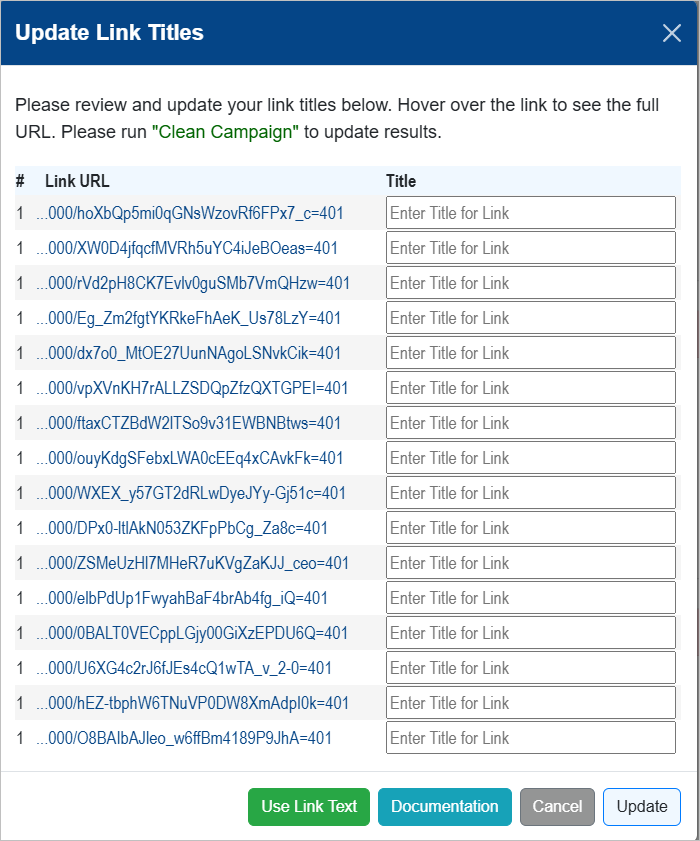 Update Link Titles
Please review and update your link titles below. Hover over the link to see the full
URL. Please run "Clean Campaign" to update results.
# Link URL Title
1 ...000/hoXbQp5mi0qGNsWzovRf6FPx7_c=401 Enter Title for Link
1 ...000/XW0D4jfqcfMVRh5uYC4iJeBOeas=401 Enter Title for Link
1 ...000/rVd2pH8CK7Evlv0guSMb7VmQHzw=401 Enter Title for Link
1 ...000/Eg_Zm2fgtYKRkeFhAeK_Us78LzY=401 Enter Title for Link
1 ...000/dx7o0_MtOE27UunNAgoLSNvkCik=401 Enter Title for Link
1 ...000/vpXVnKH7rALLZSDQpZfzQXTGPEI=401 Enter Title for Link
1 ...000/ftaxCTZBdW2lTSo9v31EWBNBtws=401 Enter Title for Link
1 ...000/ouyKdgSFebxLWA0cEEq4xCAvkFk=401 Enter Title for Link
1 ...000/WXEX_y57GT2dRLwDyeJYy-Gj51c=401 Enter Title for Link
1 ...000/DPx0-ltIAkN053ZKFpPbCg_Za8c=401 Enter Title for Link
1 ...000/ZSMeUzHl7MHeR7uKVgZaKJJ_ceo=401 Enter Title for Link
1 ...000/elbPdUp1FwyahBaF4brAb4fg_iQ=401 Enter Title for Link
1 ...000/0BALT0VECppLGjy00GiXzEPDU6Q=401 Enter Title for Link
1 ...000/U6XG4c2rJ6fJEs4cQ1wTA_v_2-0=401 Enter Title for Link
1 ...000/hEZ-tbphW6TNuVP0DW8XmAdpI0k=401 Enter Title for Link
1 ...000/O8BAIbAJleo_w6ffBm4189P9JhA=401 Enter Title for Link
Use Link Text Documentation Cancel Update